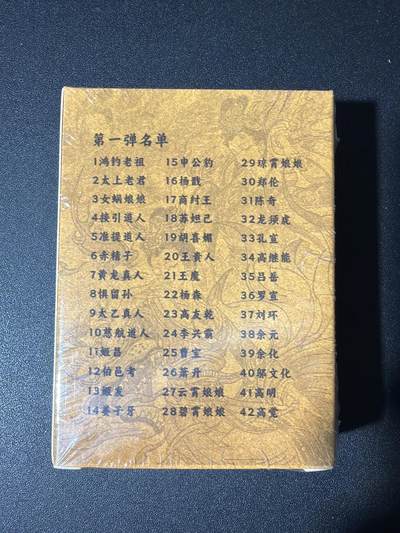 第一弹名单
1鸿钧老祖 15申公豹 29琼霄娘娘
2太上老君 16杨戬 30郑伦
3女娲娘娘 17商纣王 31陈奇
4接引道人 18苏妲己 32龙须虎
5准提道人 19胡喜媚 33孔宣
6赤精子 20王贵人 34高继能
7黄龙真人 21王魔 35吕岳
8惧留孙 22杨森 36罗宣
9太乙真人 23高友乾 37刘环
10慈航道人 24李兴霸 38余元
11姬昌 25曹宝 39余化
12伯邑考 26萧升 40邬文化
13姬发 27云霄娘娘 41高明
14姜子牙 28碧霄娘娘 42高觉